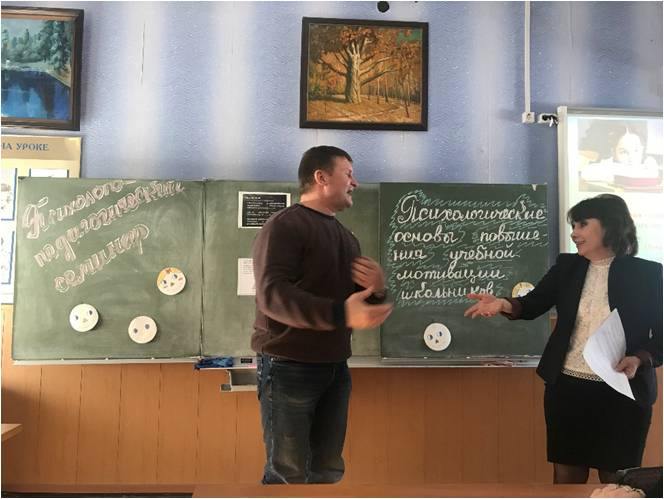 НА УРОКЕ
Психолого-
педагогический
семинар
Психологические
основы повыше-
ния учебной
мотивации
школьников